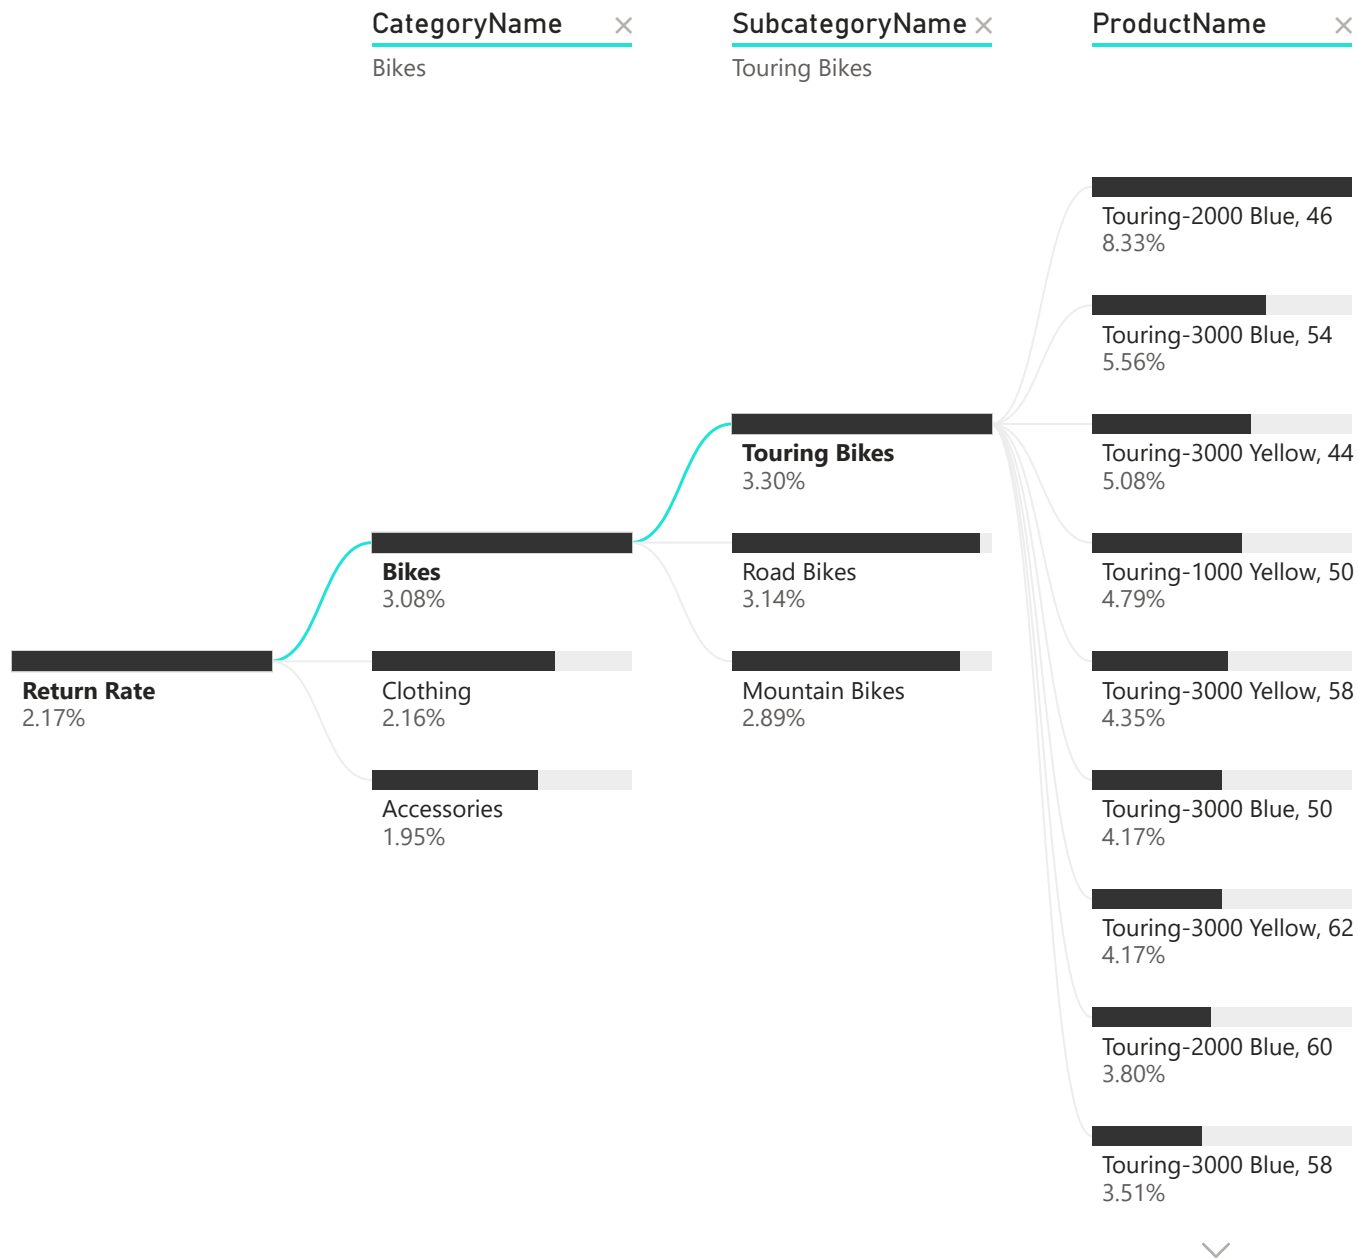 CategoryName
Bikes
SubcategoryName
Touring Bikes
ProductName
Return Rate
2.17%
Bikes
3.08%
Clothing
2.16%
Accessories
1.95%
Touring Bikes
3.30%
Road Bikes
3.14%
Mountain Bikes
2.89%
Touring-2000 Blue, 46
8.33%
Touring-3000 Blue, 54
5.56%
Touring-3000 Yellow, 44
5.08%
Touring-1000 Yellow, 50
4.79%
Touring-3000 Yellow, 58
4.35%
Touring-3000 Blue, 50
4.17%
Touring-3000 Yellow, 62
4.17%
Touring-2000 Blue, 60
3.80%
Touring-3000 Blue, 58
3.51%